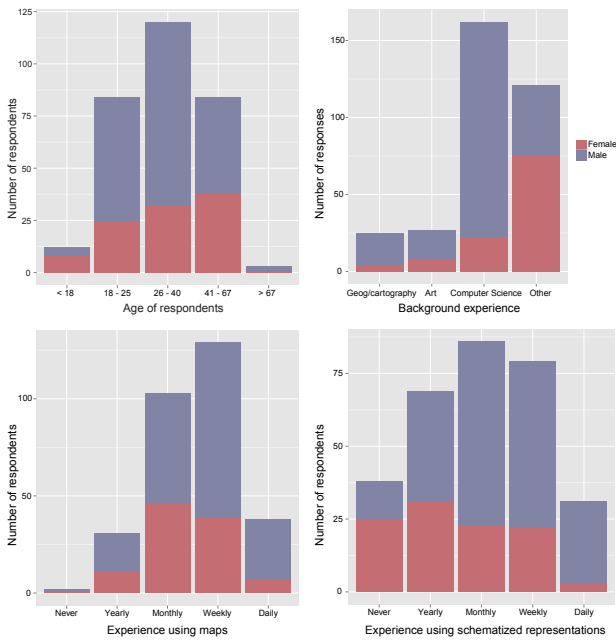 125
100
75
50
25
0
Number of respondents
< 18
18 - 25
26 - 40
41 - 67
> 67
Age of respondents
150
100
50
0
Number of responses
Geog/cartography
Art
Computer Science
Other
Background experience
Female
Male
100
50
0
Number of respondents
Never
Yearly
Monthly
Weekly
Daily
Experience using maps
75
50
25
0
Number of respondents
Never
Yearly
Monthly
Weekly
Daily
Experience using schematized representations